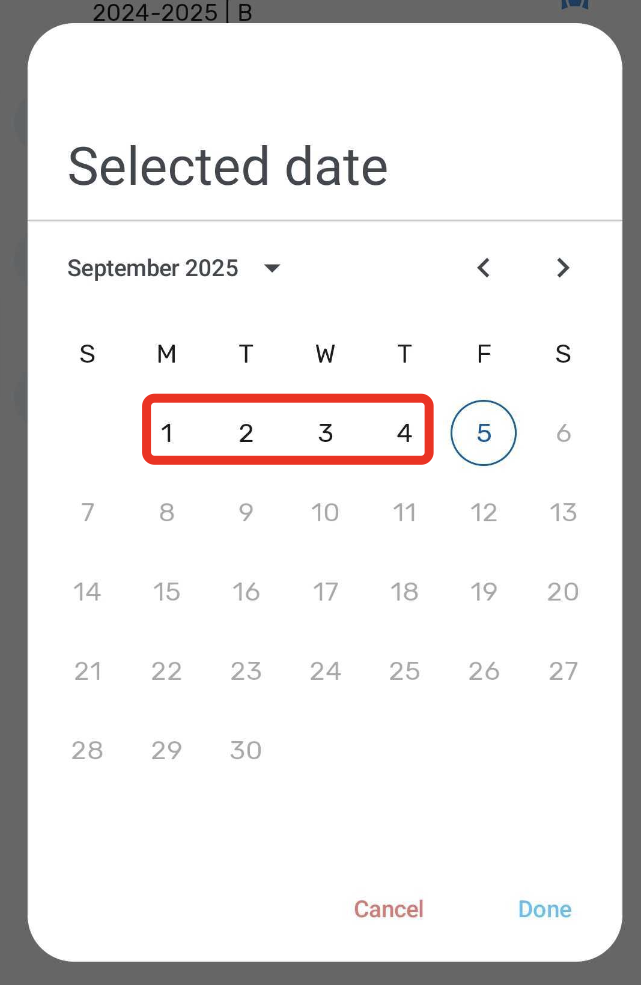 2024-2025 | B
Selected date
September 2025
S M T W T F S
1 2 3 4 5 6
7 8 9 10 11 12 13
14 15 16 17 18 19 20
21 22 23 24 25 26 27
28 29 30
Cancel Done